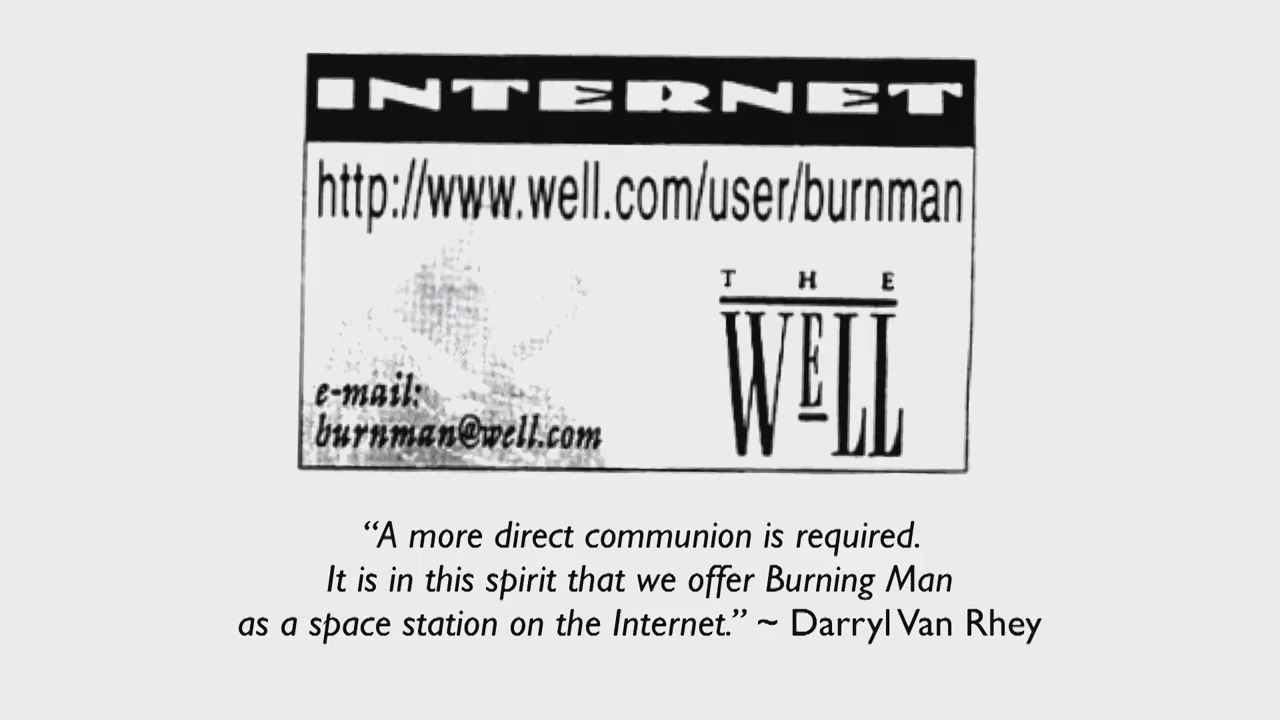 INTERNET
http://www.well.com/user/burnman
THE
WELL
e-mail:
burnman@well.com
“A more direct communion is required.
It is in this spirit that we offer Burning Man
as a space station on the Internet.” ~ Darryl Van Rhey